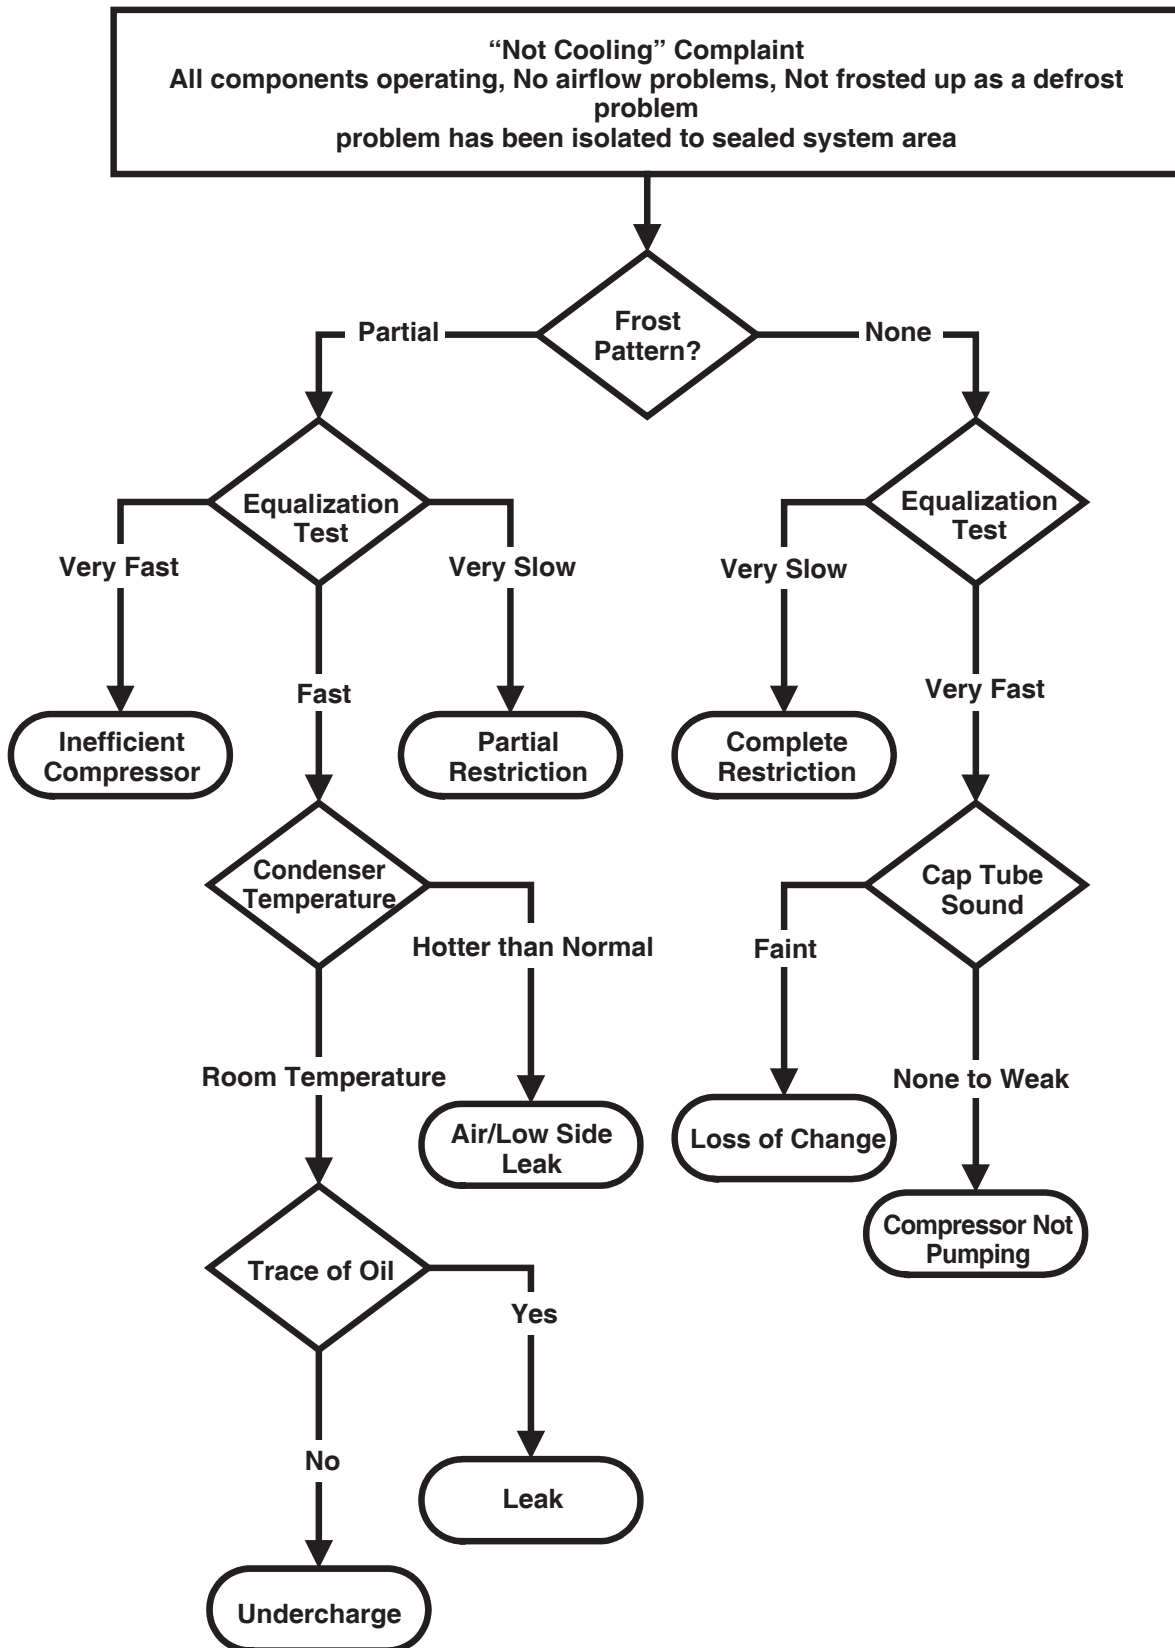 “Not Cooling” Complaint
All components operating, No airflow problems, Not frosted up as a defrost
problem
problem has been isolated to sealed system area
Frost
Pattern?
Partial
None
Equalization
Test
Equalization
Test
Very Fast
Very Slow
Very Slow
Fast
Very Fast
Inefficient
Compressor
Partial
Restriction
Complete
Restriction
Condenser
Temperature
Cap Tube
Sound
Hotter than Normal
Faint
Room Temperature
None to Weak
Air/Low Side
Leak
Loss of Change
Compressor Not
Pumping
Trace of Oil
Yes
No
Leak
Undercharge